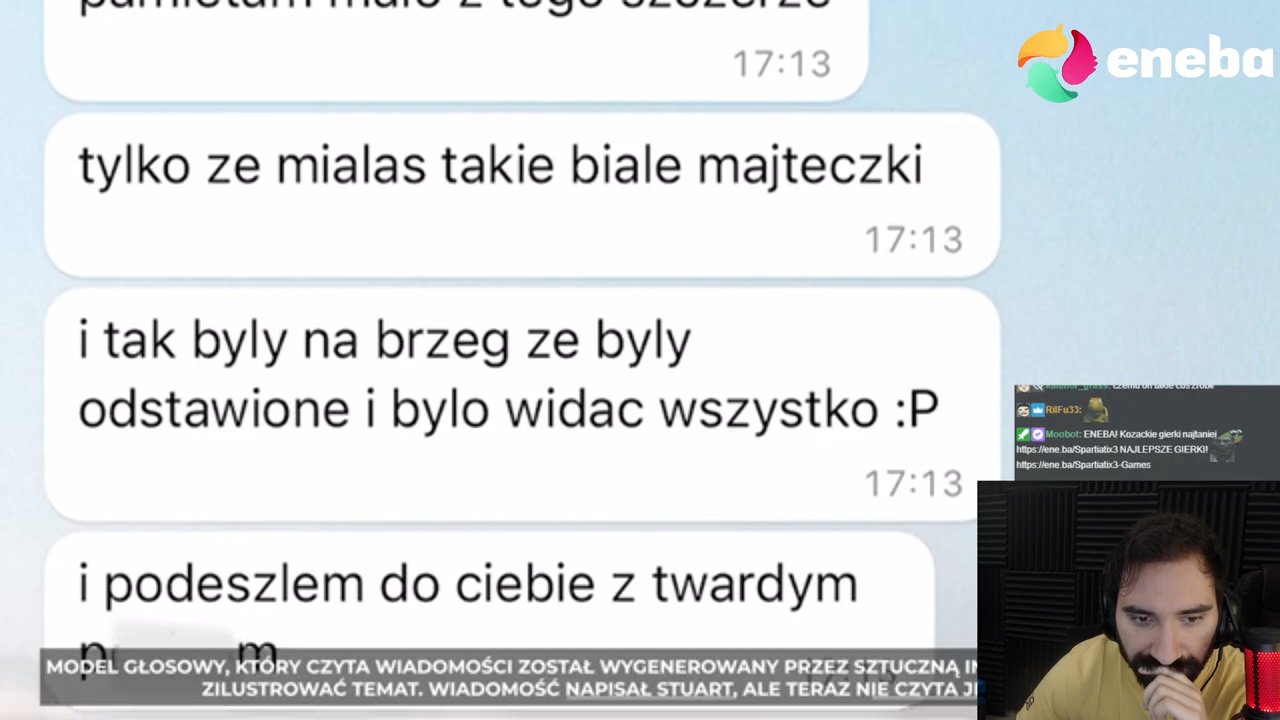 17:13
tylko ze mialas takie biale majteczki
17:13
i tak byly na brzeg ze byly
odstawione i bylo widac wszystko :P
17:13
i podeszlem do ciebie z twardym
MODEL GŁOSOWY, KTÓRY CZYTA WIADOMOŚCI ZOSTAŁ WYGENEROWANY PRZEZ SZTUCZNĄ
ZILUSTROWAĆ TEMAT. WIADOMOŚĆ NAPISAŁ STUART, ALE TERAZ NIE CZYTA
eneba
RilFu33:
Moobot: ENEBA! Kozackie gierki najtaniej
https://ene.ba/Spartiatix3 NAJLEPSZE GIERKI!
https://ene.ba/Spartiatix3-Games